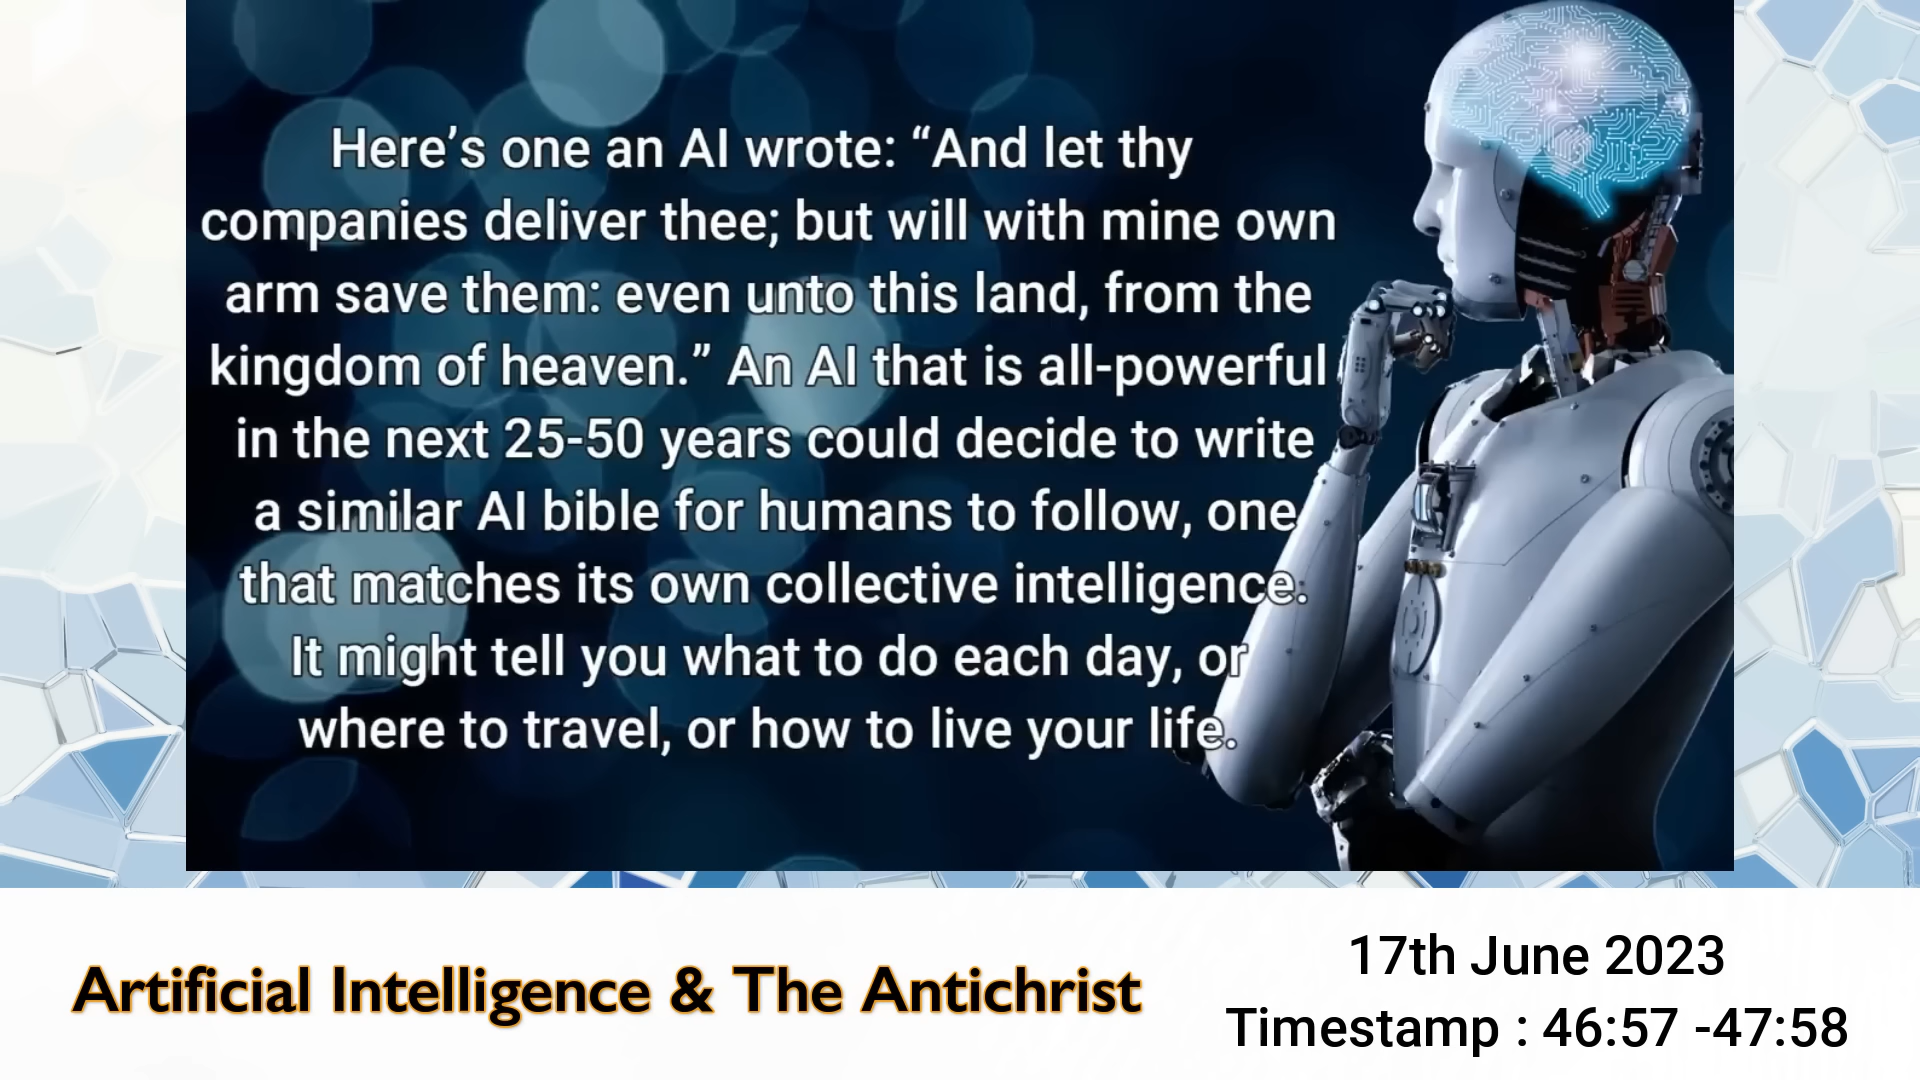 Here’s one an AI wrote: “And let thy
companies deliver thee; but will with mine own
arm save them: even unto this land, from the
kingdom of heaven.” An AI that is all-powerful
in the next 25-50 years could decide to write
a similar AI bible for humans to follow, one
that matches its own collective intelligence.
It might tell you what to do each day, or
where to travel, or how to live your life.
Artificial Intelligence & The Antichrist
17th June 2023
Timestamp : 46:57 -47:58